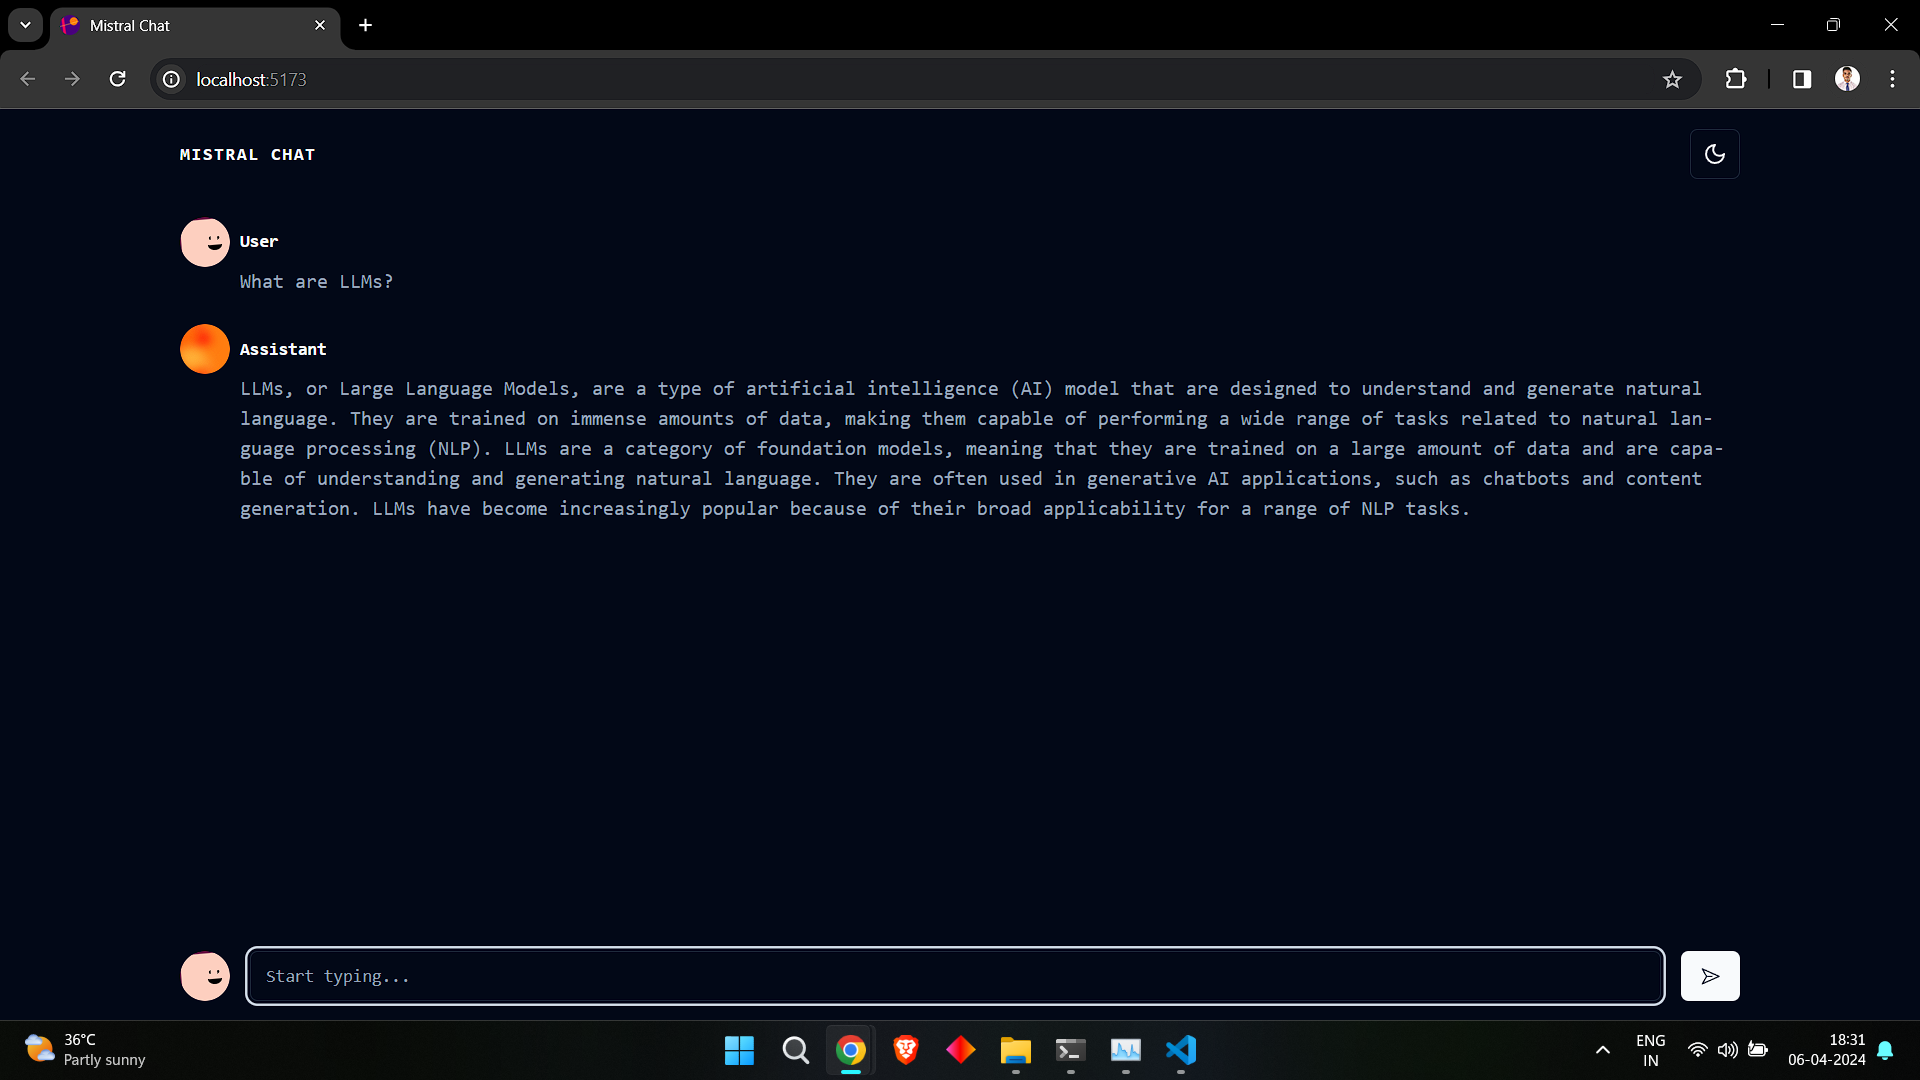 Mistral Chat
localhost:5173
MISTRAL CHAT
User
What are LLMs?
Assistant
LLMs, or Large Language Models, are a type of artificial intelligence (AI) model that are designed to understand and generate natural
language. They are trained on immense amounts of data, making them capable of performing a wide range of tasks related to natural lan-
guage processing (NLP). LLMs are a category of foundation models, meaning that they are trained on a large amount of data and are capa-
ble of understanding and generating natural language. They are often used in generative AI applications, such as chatbots and content
generation. LLMs have become increasingly popular because of their broad applicability for a range of NLP tasks.
Start typing...
36°C
Partly sunny
ENG
IN
18:31
06-04-2024